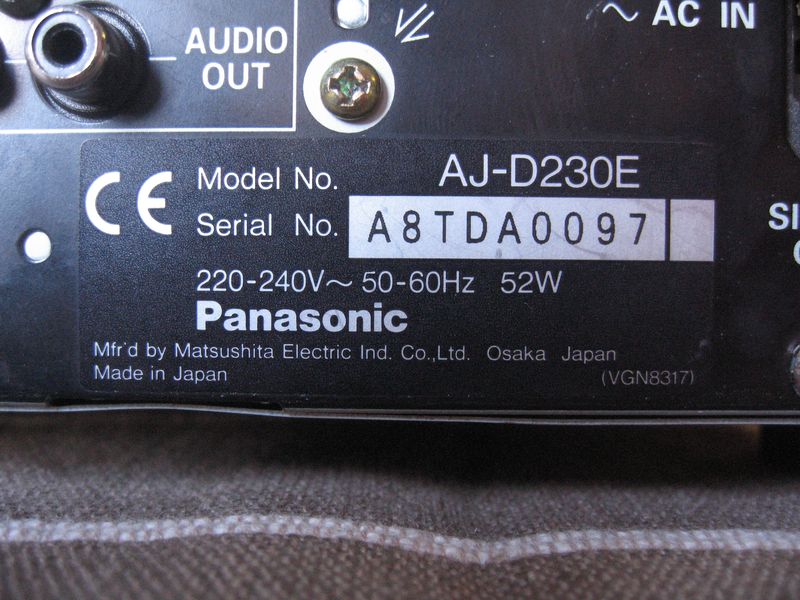 AUDIO
OUT
~ AC IN
CE
Model No. AJ-D230E
Serial No. A8TDA0097
220-240V~ 50-60Hz 52W
Panasonic
Mfr'd by Matsushita Electric Ind. Co.,Ltd. Osaka Japan
Made in Japan (VGN8317)